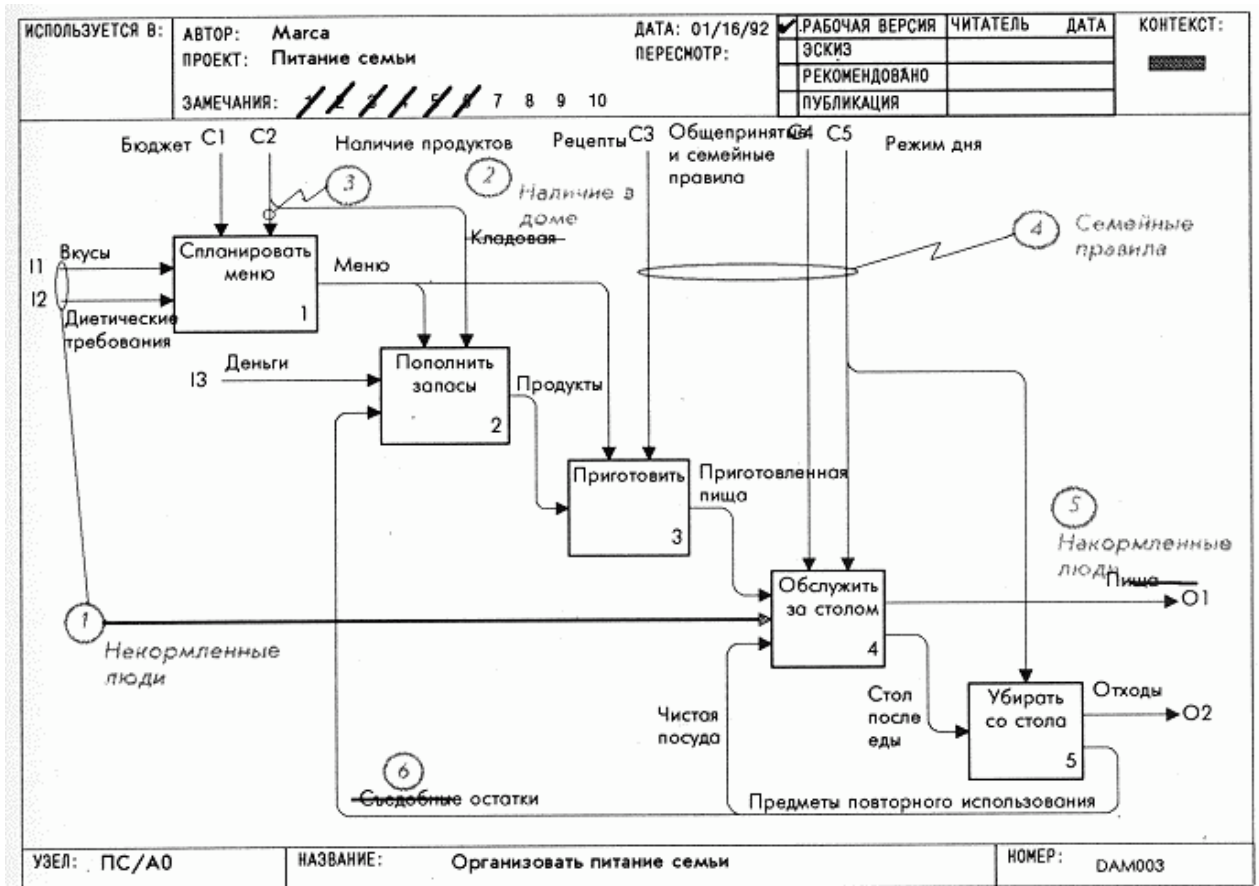 ИСПОЛЬЗУЕТСЯ В:
АВТОР: Marca
ДАТА: 01/16/92
ПРОЕКТ: Питание семьи
ПЕРЕСМОТР:
ЗАМЕЧАНИЯ: 1 2 3 4 5 6 7 8 9 10
РАБОЧАЯ ВЕРСИЯ
ЭСКИЗ
РЕКОМЕНДОВАНО
ПУБЛИКАЦИЯ
ЧИТАТЕЛЬ ДАТА
КОНТЕКСТ:
Бюджет C1 C2 Наличие продуктов
Рецепты C3
Общепринятые C4 C5 Режим дня
и семейные
правила
3
2
Наличие в
доме
Кладовая
4
Семейные
правила
I1 Вкусы
I2
Диетические
требования
Спланировать
меню
1
Меню
I3 Деньги
Пополнить
запасы
2
Продукты
Приготовить
3
Приготовленная
пища
5
Накормленные
люди
Пища
O1
Обслужить
за столом
4
1
Некормленные
люди
Чистая
посуда
Стол
после
еды
Убирать
со стола
5
Отходы
O2
6
Съедобные остатки
Предметы повторного использования
УЗЕЛ: ПС/А0
НАЗВАНИЕ: Организовать питание семьи
НОМЕР: DAM003